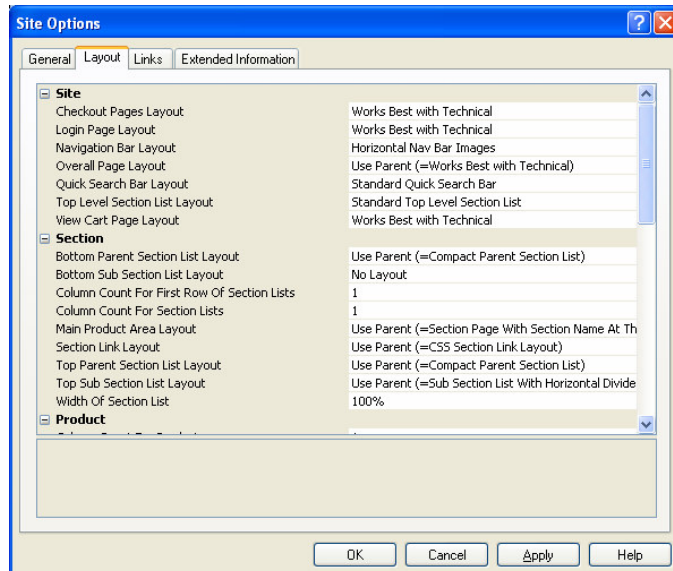 Site Options
General Layout Links Extended Information
Site
Checkout Pages Layout Works Best with Technical
Login Page Layout Works Best with Technical
Navigation Bar Layout Horizontal Nav Bar Images
Overall Page Layout Use Parent (=Works Best with Technical)
Quick Search Bar Layout Standard Quick Search Bar
Top Level Section List Layout Standard Top Level Section List
View Cart Page Layout Works Best with Technical
Section
Bottom Parent Section List Layout Use Parent (=Compact Parent Section List)
Bottom Sub Section List Layout No Layout
Column Count For First Row Of Section Lists 1
Column Count For Section Lists 1
Main Product Area Layout Use Parent (=Section Page With Section Name At Th
Section Link Layout Use Parent (=CSS Section Link Layout)
Top Parent Section List Layout Use Parent (=Compact Parent Section List)
Top Sub Section List Layout Use Parent (=Sub Section List With Horizontal Divide
Width Of Section List 100%
Product
OK Cancel Apply Help